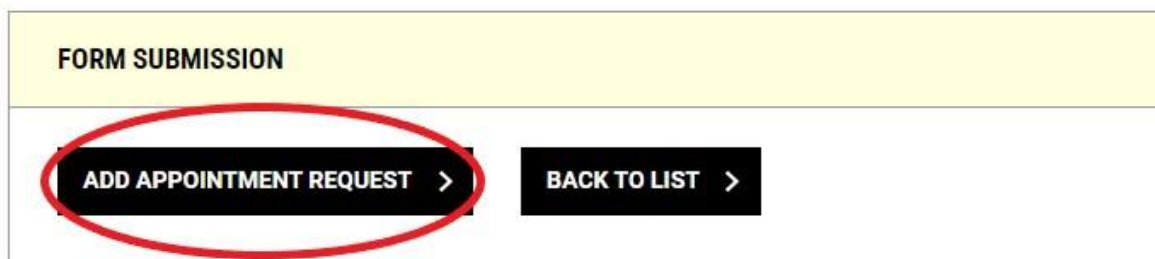 FORM SUBMISSION
ADD APPOINTMENT REQUEST
BACK TO LIST